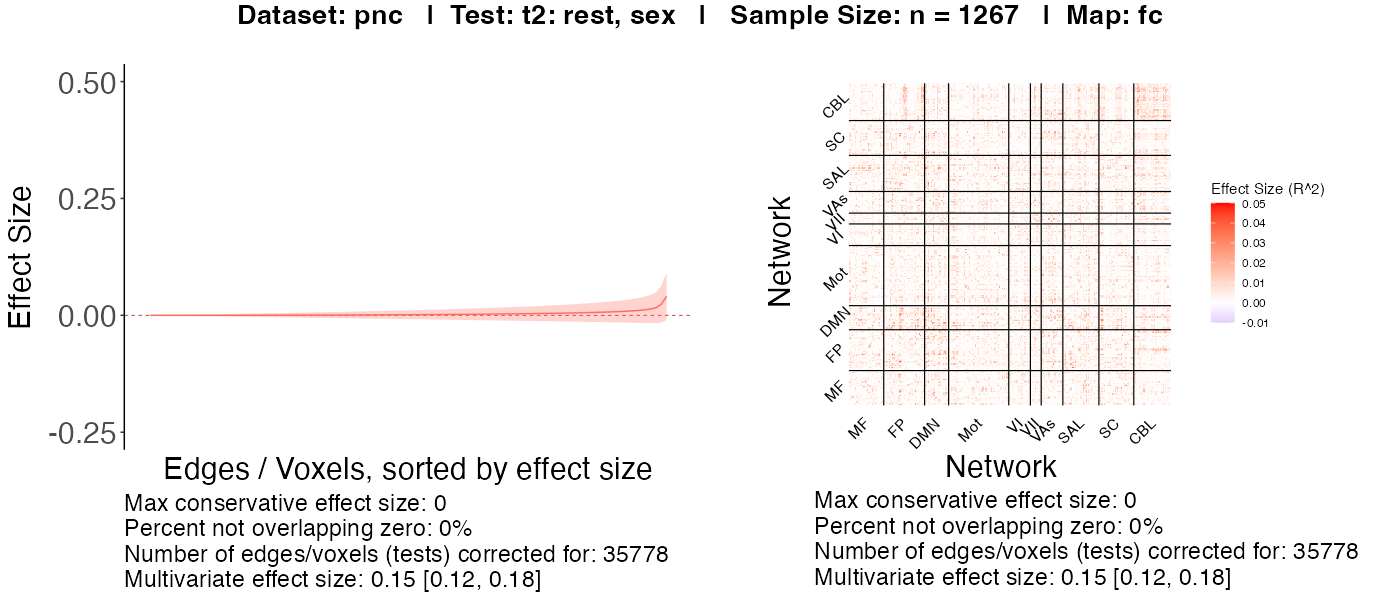 Dataset: pnc | Test: t2: rest, sex | Sample Size: n = 1267 | Map: fc
0.50
0.25
0.00
-0.25
Effect Size
Edges / Voxels, sorted by effect size
Max conservative effect size: 0
Percent not overlapping zero: 0%
Number of edges/voxels (tests) corrected for: 35778
Multivariate effect size: 0.15 [0.12, 0.18]
Network
CBL
SC
SAL
VAs
VII
VI
Mot
DMN
FP
MF
MF
FP
DMN
Mot
VI
VII
VAs
SAL
SC
CBL
Network
Effect Size (R^2)
0.05
0.04
0.03
0.02
0.01
0.00
-0.01
Max conservative effect size: 0
Percent not overlapping zero: 0%
Number of edges/voxels (tests) corrected for: 35778
Multivariate effect size: 0.15 [0.12, 0.18]